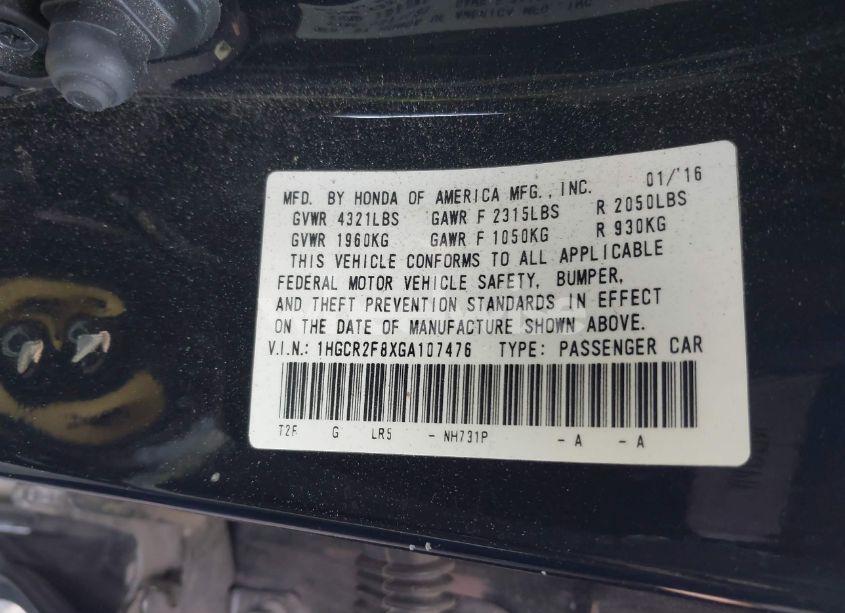 MFD. BY HONDA OF AMERICA MFG., INC. 01/'16
GVWR 4321LBS GAWR F 2315LBS R 2050LBS
GVWR 1960KG GAWR F 1050KG R 930KG
THIS VEHICLE CONFORMS TO ALL APPLICABLE
FEDERAL MOTOR VEHICLE SAFETY, BUMPER,
AND THEFT PREVENTION STANDARDS IN EFFECT
ON THE DATE OF MANUFACTURE SHOWN ABOVE.
V.I.N.: 1HGCR2F8XGA107476 TYPE: PASSENGER CAR
T2F G LR5 - NH731P - A - A